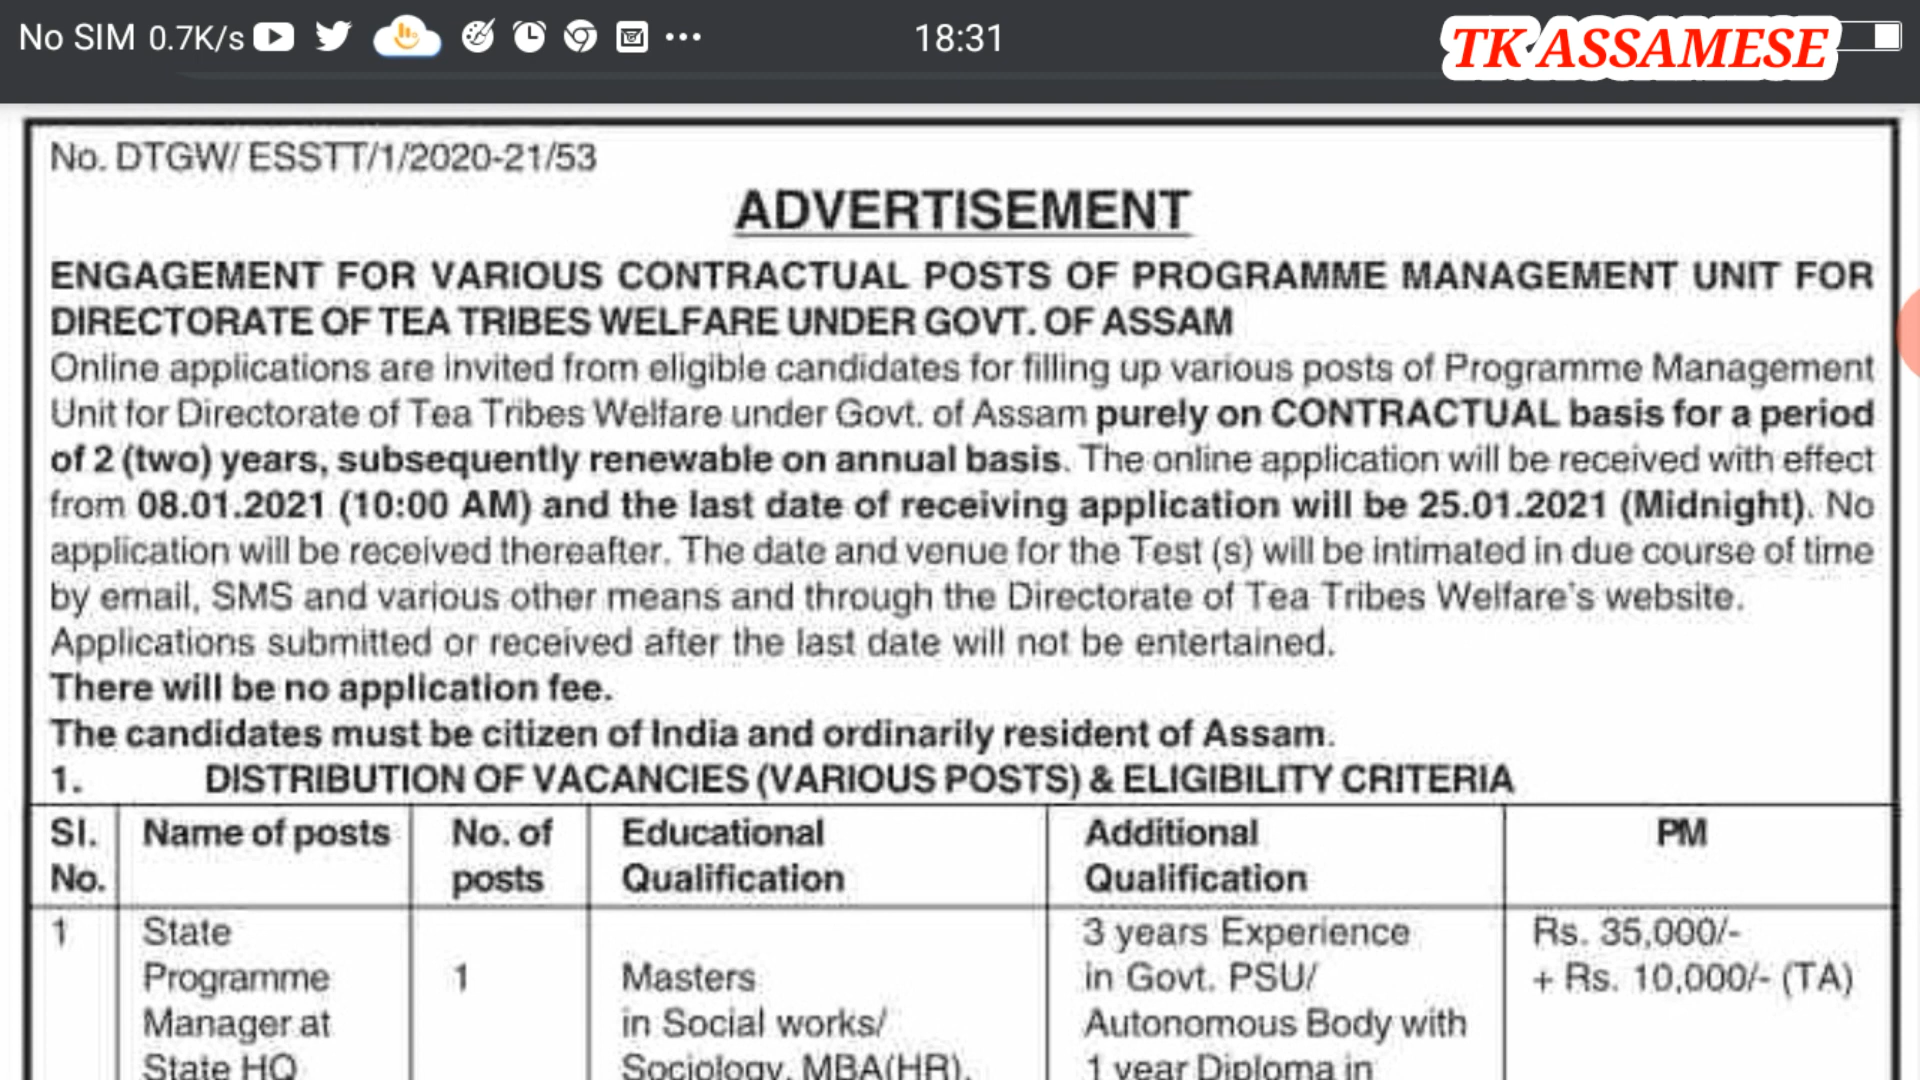 No SIM 0.7K/s 18:31 TK ASSAMESE
No. DTGW/ ESSTT/1/2020-21/53
ADVERTISEMENT
ENGAGEMENT FOR VARIOUS CONTRACTUAL POSTS OF PROGRAMME MANAGEMENT UNIT FOR
DIRECTORATE OF TEA TRIBES WELFARE UNDER GOVT. OF ASSAM
Online applications are invited from eligible candidates for filling up various posts of Programme Management
Unit for Directorate of Tea Tribes Welfare under Govt. of Assam purely on CONTRACTUAL basis for a period
of 2 (two) years, subsequently renewable on annual basis. The online application will be received with effect
from 08.01.2021 (10:00 AM) and the last date of receiving application will be 25.01.2021 (Midnight). No
application will be received thereafter. The date and venue for the Test (s) will be intimated in due course of time
by email, SMS and various other means and through the Directorate of Tea Tribes Welfare's website.
Applications submitted or received after the last date will not be entertained.
There will be no application fee.
The candidates must be citizen of India and ordinarily resident of Assam.
1. DISTRIBUTION OF VACANCIES (VARIOUS POSTS) & ELIGIBILITY CRITERIA
Sl. Name of posts No. of Educational Additional PM
No. posts Qualification Qualification
1 State 3 years Experience Rs. 35,000/-
Programme 1 Masters in Govt. PSU/ + Rs. 10,000/- (TA)
Manager at in Social works/ Autonomous Body with
State HQ Sociology, MBA(HR), 1 year Diploma in